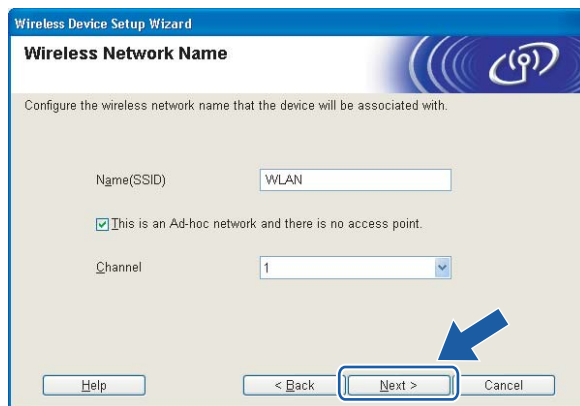 Wireless Device Setup Wizard
Wireless Network Name
Configure the wireless network name that the device will be associated with.
Name(SSID) WLAN
This is an Ad-hoc network and there is no access point.
Channel 1
Help < Back Next > Cancel